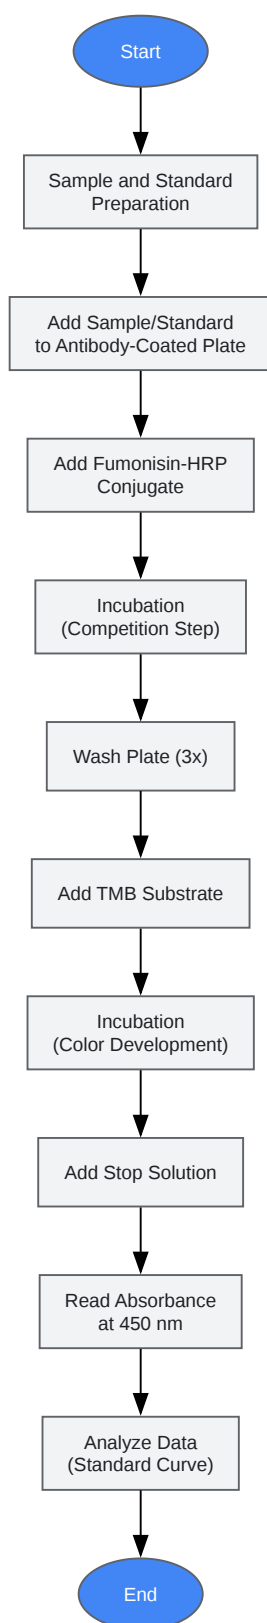 Start
Sample and Standard
Preparation
Add Sample/Standard
to Antibody-Coated Plate
Add Fumonisin-HRP
Conjugate
Incubation
(Competition Step)
Wash Plate (3x)
Add TMB Substrate
Incubation
(Color Development)
Add Stop Solution
Read Absorbance
at 450 nm
Analyze Data
(Standard Curve)
End